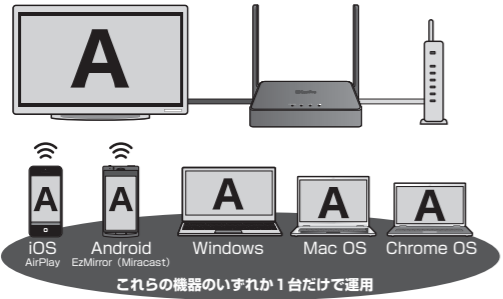 A
A
A
A
A
A
iOS
AirPlay
Android
EzMirror（Miracast）
Windows
Mac OS
Chrome OS
これらの機器のいずれか1台だけで運用